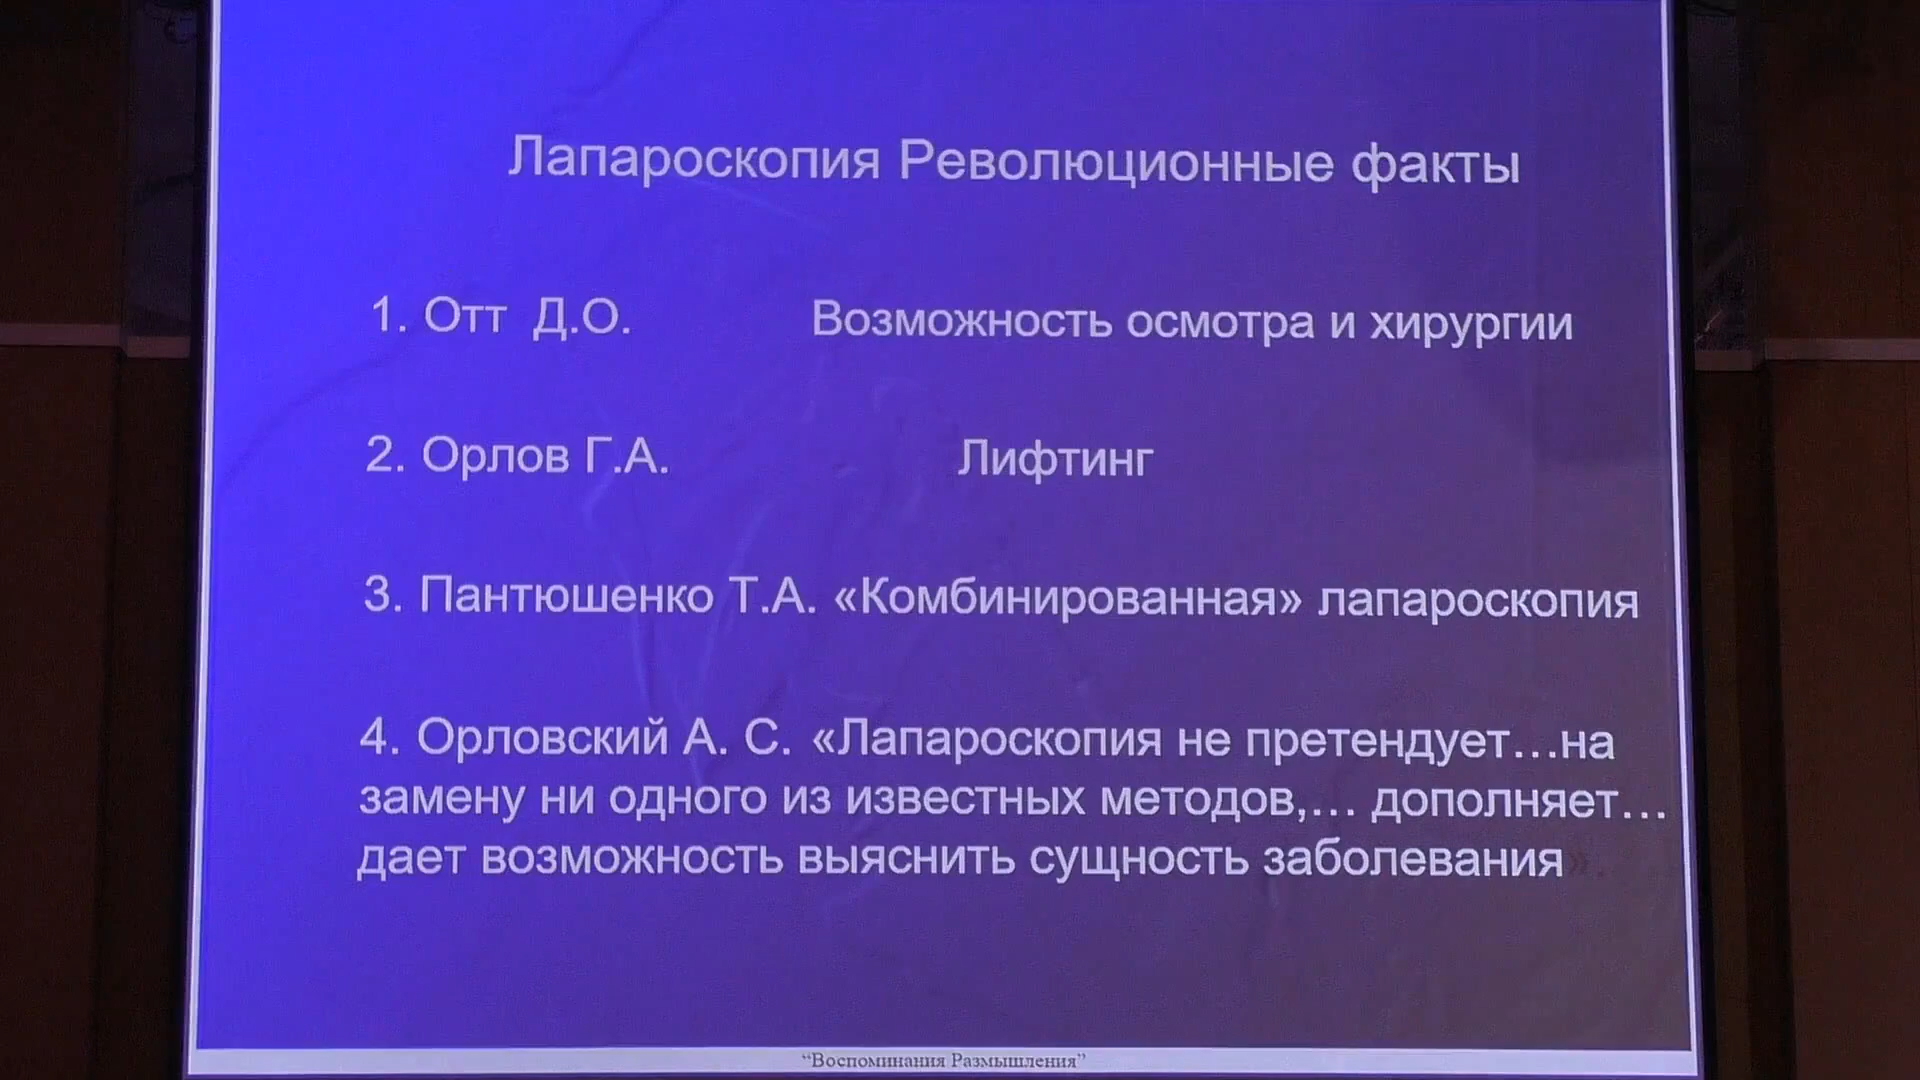 Лапароскопия Революционные факты
1. Отт Д.О. Возможность осмотра и хирургии
2. Орлов Г.А. Лифтинг
3. Пантюшенко Т.А. «Комбинированная» лапароскопия
4. Орловский А. С. «Лапароскопия не претендует…на
замену ни одного из известных методов,… дополняет…
дает возможность выяснить сущность заболевания».
“Воспоминания Размышления”